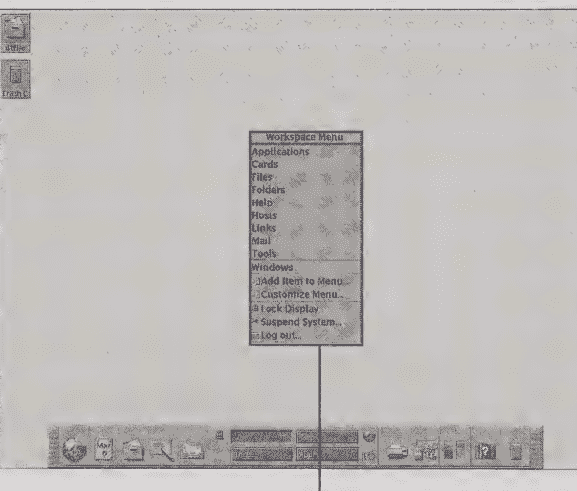 Workspace Menu
Applications
Cards
Files
Folders
Help
Hosts
Links
Mail
Tools
Windows
Add Item to Menu...
Customize Menu...
Lock Display
Suspend System...
Log out...